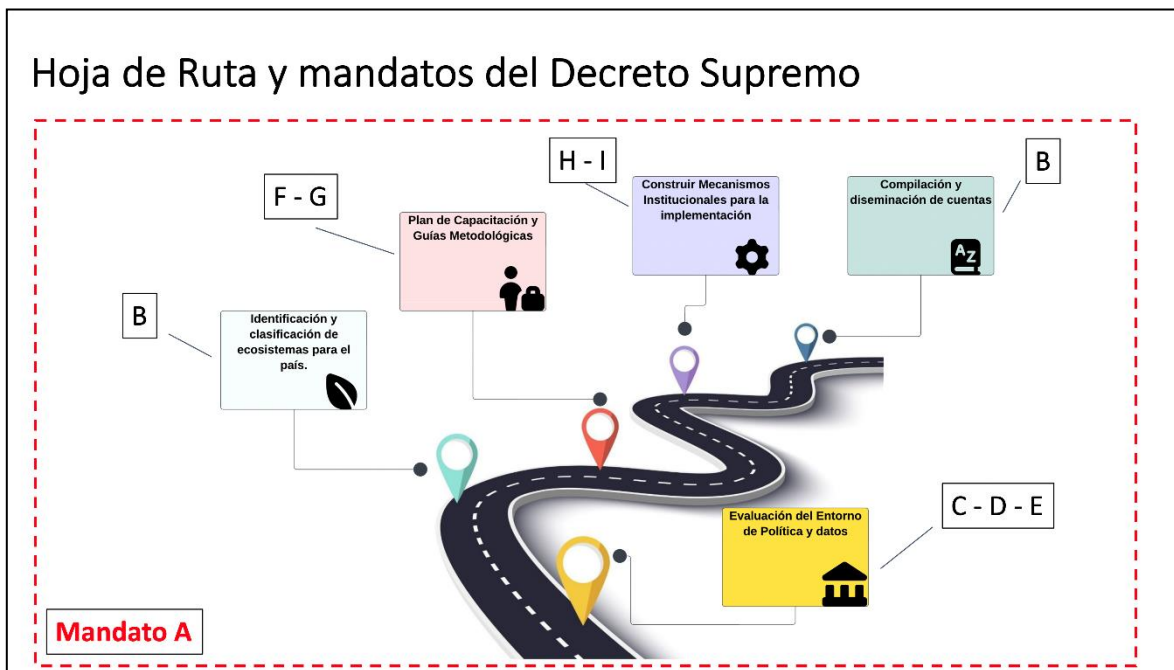 Hoja de Ruta y mandatos del Decreto Supremo
H - I
B
Construir Mecanismos
Institucionales para la
implementación
Compilación y
diseminación de cuentas
AZ
F - G
Plan de Capacitación y
Guías Metodológicas
B
Identificación y
clasificación de
ecosistemas para el
país.
C - D - E
Evaluación del Entorno
de Política y datos
Mandato A